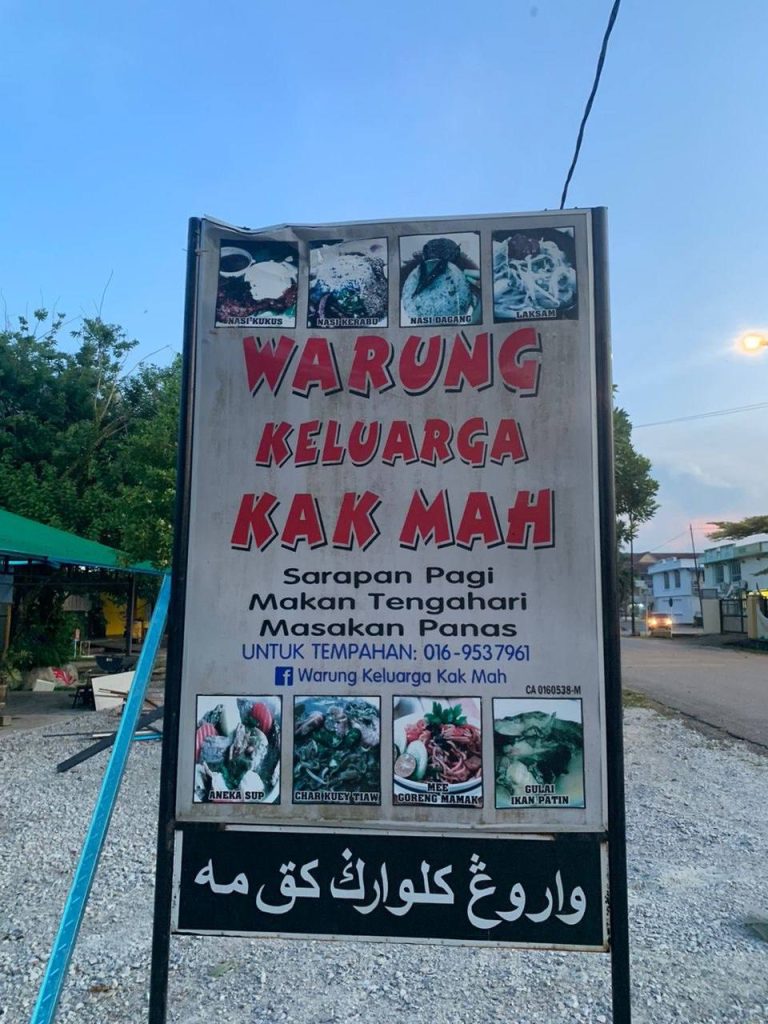 NASI KUKUS
NASI KERABU
NASI DAGANG
LAKSAM
WARUNG
KELUARGA
KAK MAH
Sarapan Pagi
Makan Tengahari
Masakan Panas
UNTUK TEMPAHAN: 016-9537961
f Warung Keluarga Kak Mah
CA 0160538-M
ANEKA SUP
CHAR KUEY TIAW
MEE
GORENG MAMAK
GULAI
IKAN PATIN
واروڠ كلوارݢ كق مه